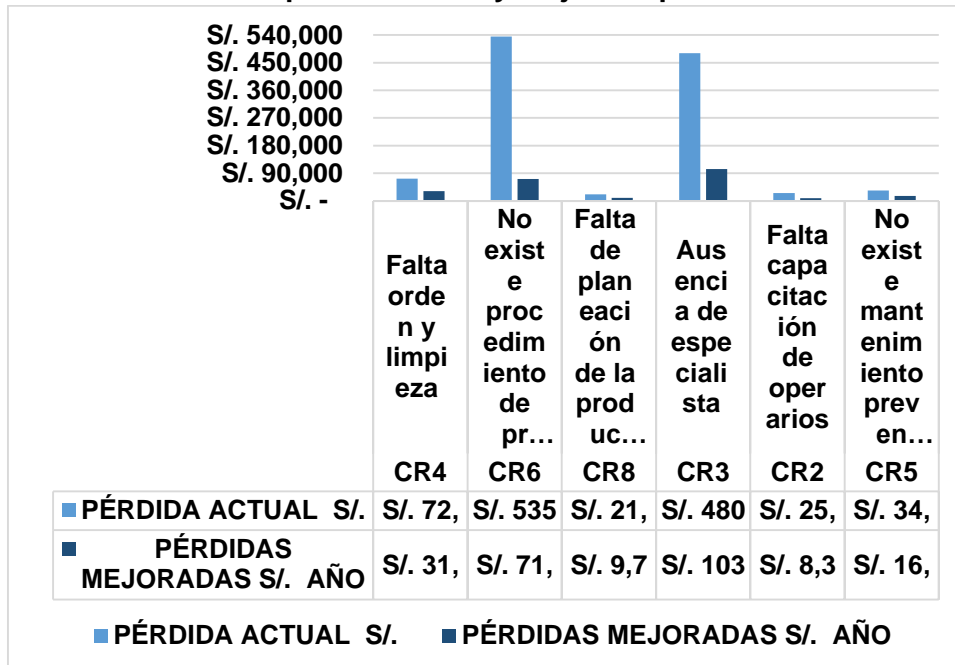 S/. 540,000
S/. 450,000
S/. 360,000
S/. 270,000
S/. 180,000
S/. 90,000
S/. -
Falta
orde
n y
limpi
eza
No
exist
e
proc
edim
iento
de
pr…
Falta
de
plan
eaci
ón
de la
prod
uc…
Aus
enci
a de
espe
ciali
sta
Falta
capa
citac
ión
de
oper
arios
No
exist
e
mant
enim
iento
prev
en…
CR4 CR6 CR8 CR3 CR2 CR5
PÉRDIDA ACTUAL S/. S/. 72, S/. 535 S/. 21, S/. 480 S/. 25, S/. 34,
PÉRDIDAS
MEJORADAS S/. AÑO S/. 31, S/. 71, S/. 9,7 S/. 103 S/. 8,3 S/. 16,
PÉRDIDA ACTUAL S/. PÉRDIDAS MEJORADAS S/. AÑO